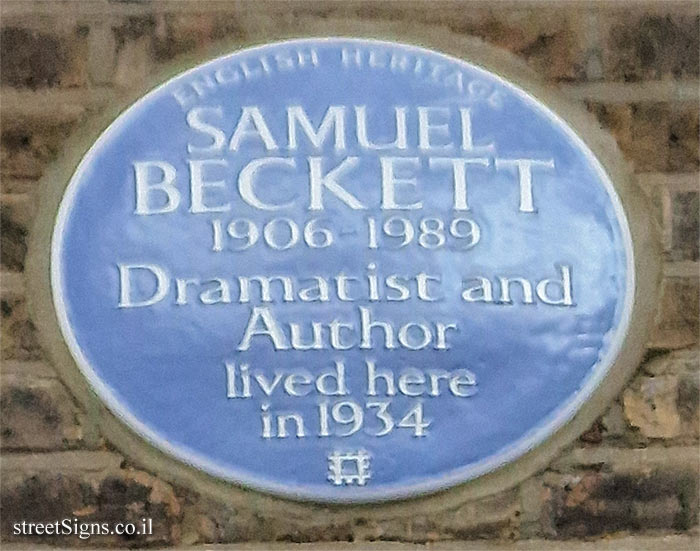 ENGLISH HERITAGE
SAMUEL
BECKETT
1906-1989
Dramatist and
Author
lived here
in 1934
streetSigns.co.il